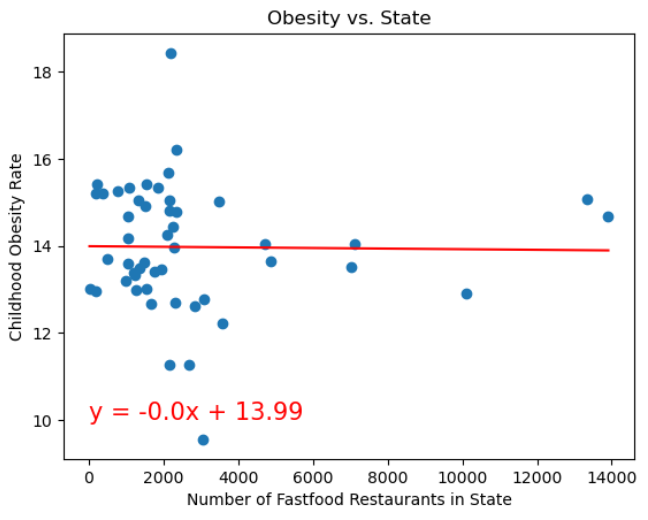 Obesity vs. State
18
16
14
12
10
Childhood Obesity Rate
y = -0.0x + 13.99
0 2000 4000 6000 8000 10000 12000 14000
Number of Fastfood Restaurants in State